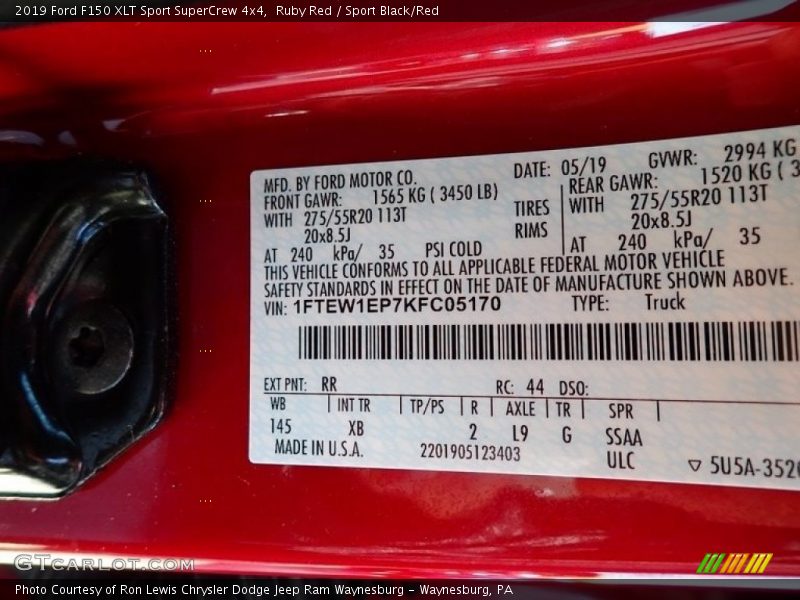 2019 Ford F150 XLT Sport SuperCrew 4x4,  Ruby Red / Sport Black/Red
MFD. BY FORD MOTOR CO. DATE: 05/19 GVWR: 2994 KG
FRONT GAWR: 1565 KG ( 3450 LB) REAR GAWR: 1520 KG ( 3
WITH 275/55R20 113T TIRES WITH 275/55R20 113T
20x8.5J RIMS 20x8.5J
AT 240 kPa/ 35 PSI COLD AT 240 kPa/ 35
THIS VEHICLE CONFORMS TO ALL APPLICABLE FEDERAL MOTOR VEHICLE
SAFETY STANDARDS IN EFFECT ON THE DATE OF MANUFACTURE SHOWN ABOVE.
VIN: 1FTEW1EP7KFC05170 TYPE: Truck
EXT PNT: RR RC: 44 DSO:
WB INT TR TP/PS R AXLE TR SPR
145 XB 2 L9 G SSAA
MADE IN U.S.A. 2201905123403 ULC ▽ 5U5A-3520
GTCarLot.com
Photo Courtesy of Ron Lewis Chrysler Dodge Jeep Ram Waynesburg - Waynesburg, PA